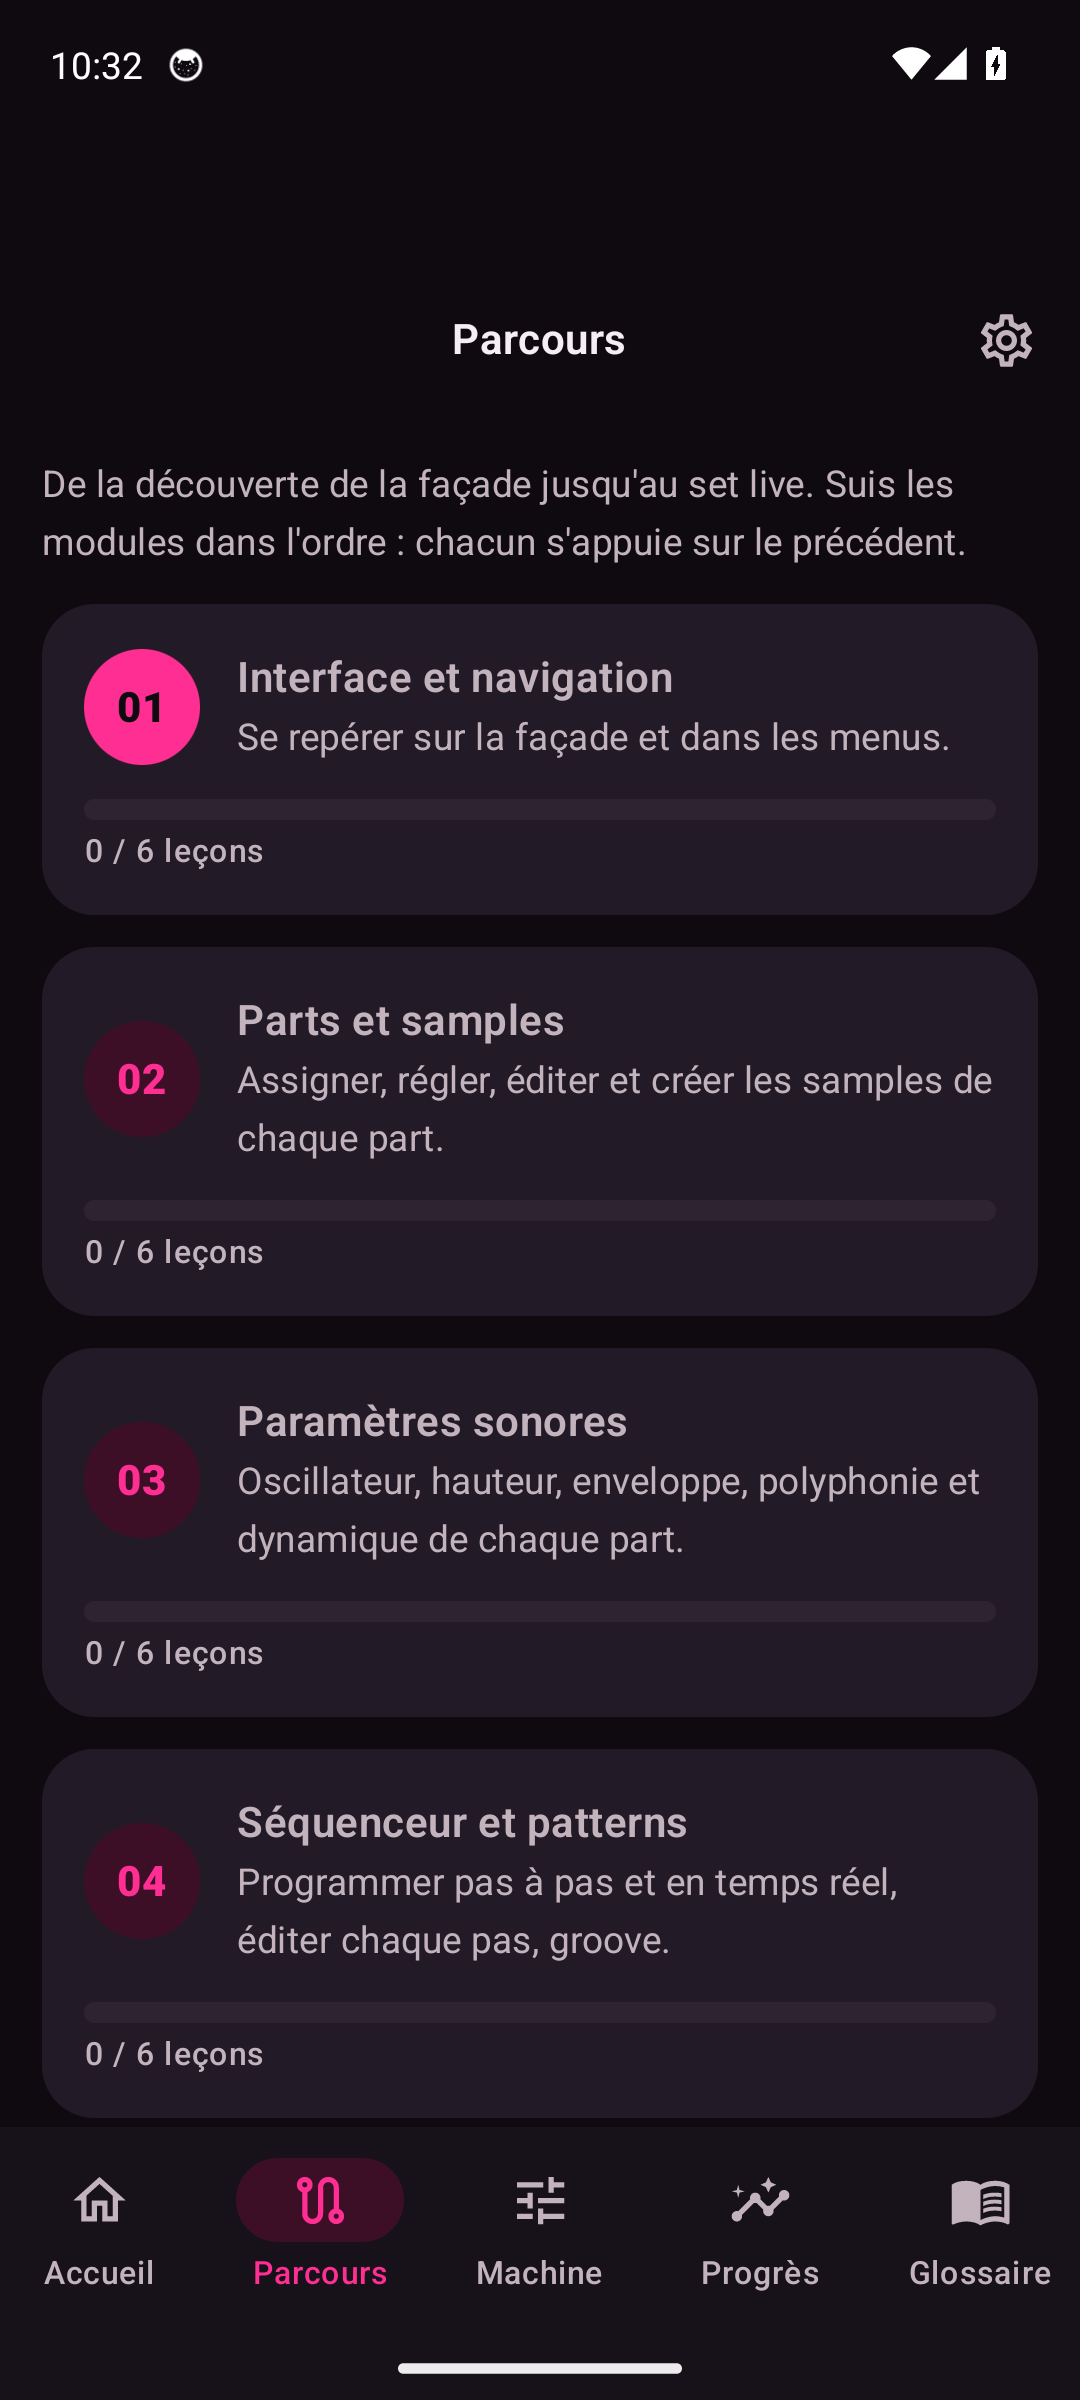 10:32
Parcours
De la découverte de la façade jusqu'au set live. Suis les
modules dans l'ordre : chacun s'appuie sur le précédent.
01
Interface et navigation
Se repérer sur la façade et dans les menus.
0 / 6 leçons
02
Parts et samples
Assigner, régler, éditer et créer les samples de
chaque part.
0 / 6 leçons
03
Paramètres sonores
Oscillateur, hauteur, enveloppe, polyphonie et
dynamique de chaque part.
0 / 6 leçons
04
Séquenceur et patterns
Programmer pas à pas et en temps réel,
éditer chaque pas, groove.
0 / 6 leçons
Accueil
Parcours
Machine
Progrès
Glossaire